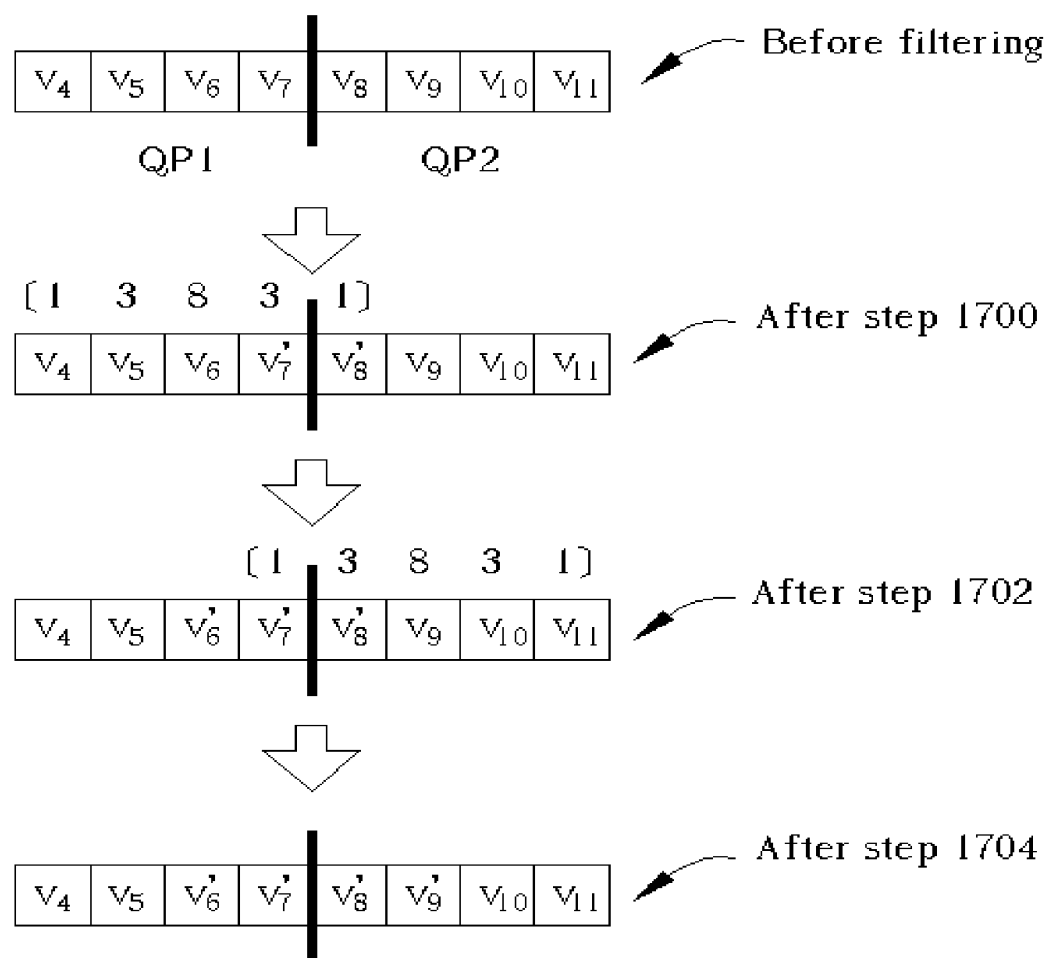 Before filtering
V4 V5 V6 V7 V8 V9 V10 V11
QP1 QP2
[1 3 8 3 1]
After step 1700
V4 V5 V6 V7' V8' V9 V10 V11
[1 3 8 3 1]
After step 1702
V4 V5 V6' V7' V8' V9 V10 V11
After step 1704
V4 V5 V6' V7' V8' V9' V10 V11